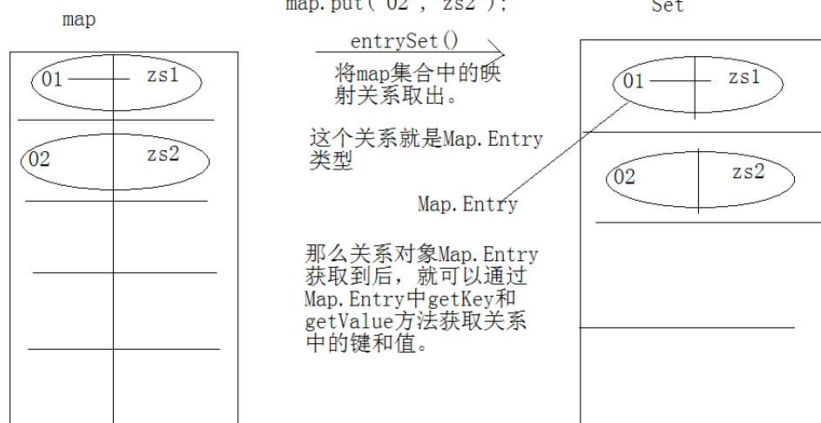 map.put("02", "zs2");
map
Set
entrySet()
将map集合中的映
射关系取出。
这个关系就是Map.Entry
类型
Map.Entry
那么关系对象Map.Entry
获取到后，就可以通过
Map.Entry中getKey和
getValue方法获取关系
中的键和值。
01 zs1
02 zs2
01 zs1
02 zs2